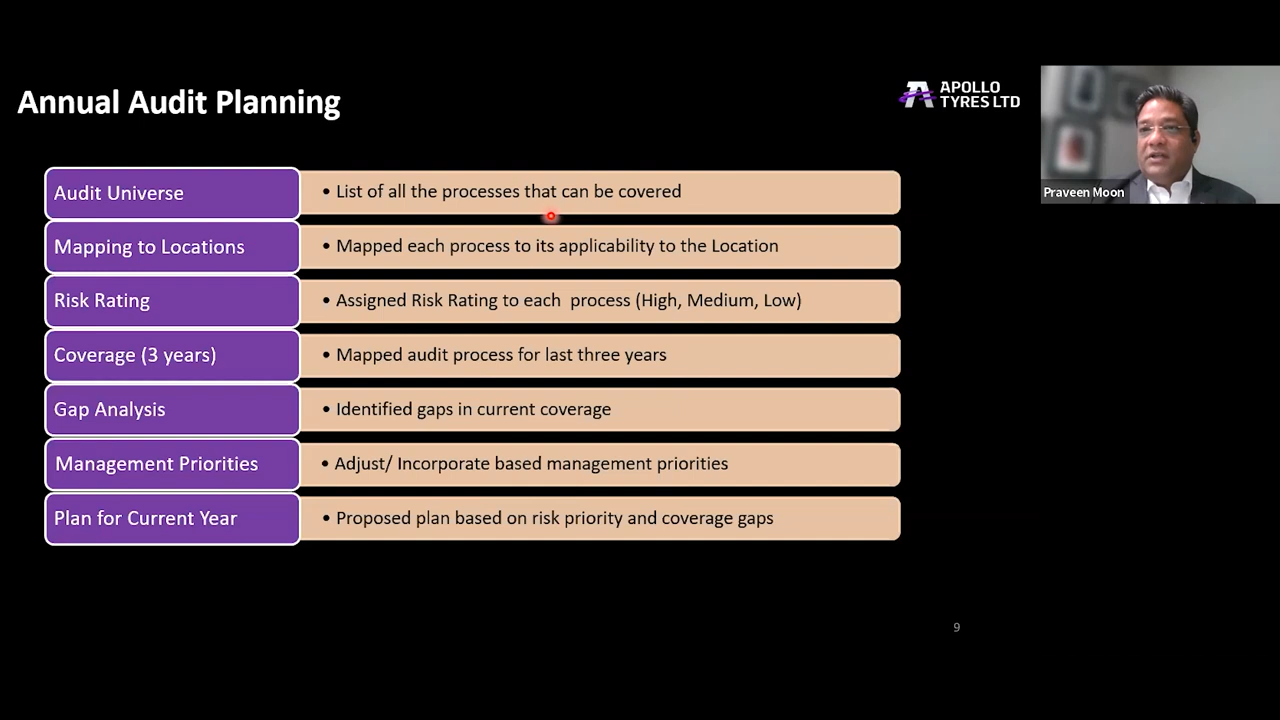 Annual Audit Planning
APOLLO
TYRES LTD
Praveen Moon
Audit Universe
• List of all the processes that can be covered
Mapping to Locations
• Mapped each process to its applicability to the Location
Risk Rating
• Assigned Risk Rating to each process (High, Medium, Low)
Coverage (3 years)
• Mapped audit process for last three years
Gap Analysis
• Identified gaps in current coverage
Management Priorities
• Adjust/ Incorporate based management priorities
Plan for Current Year
• Proposed plan based on risk priority and coverage gaps
9